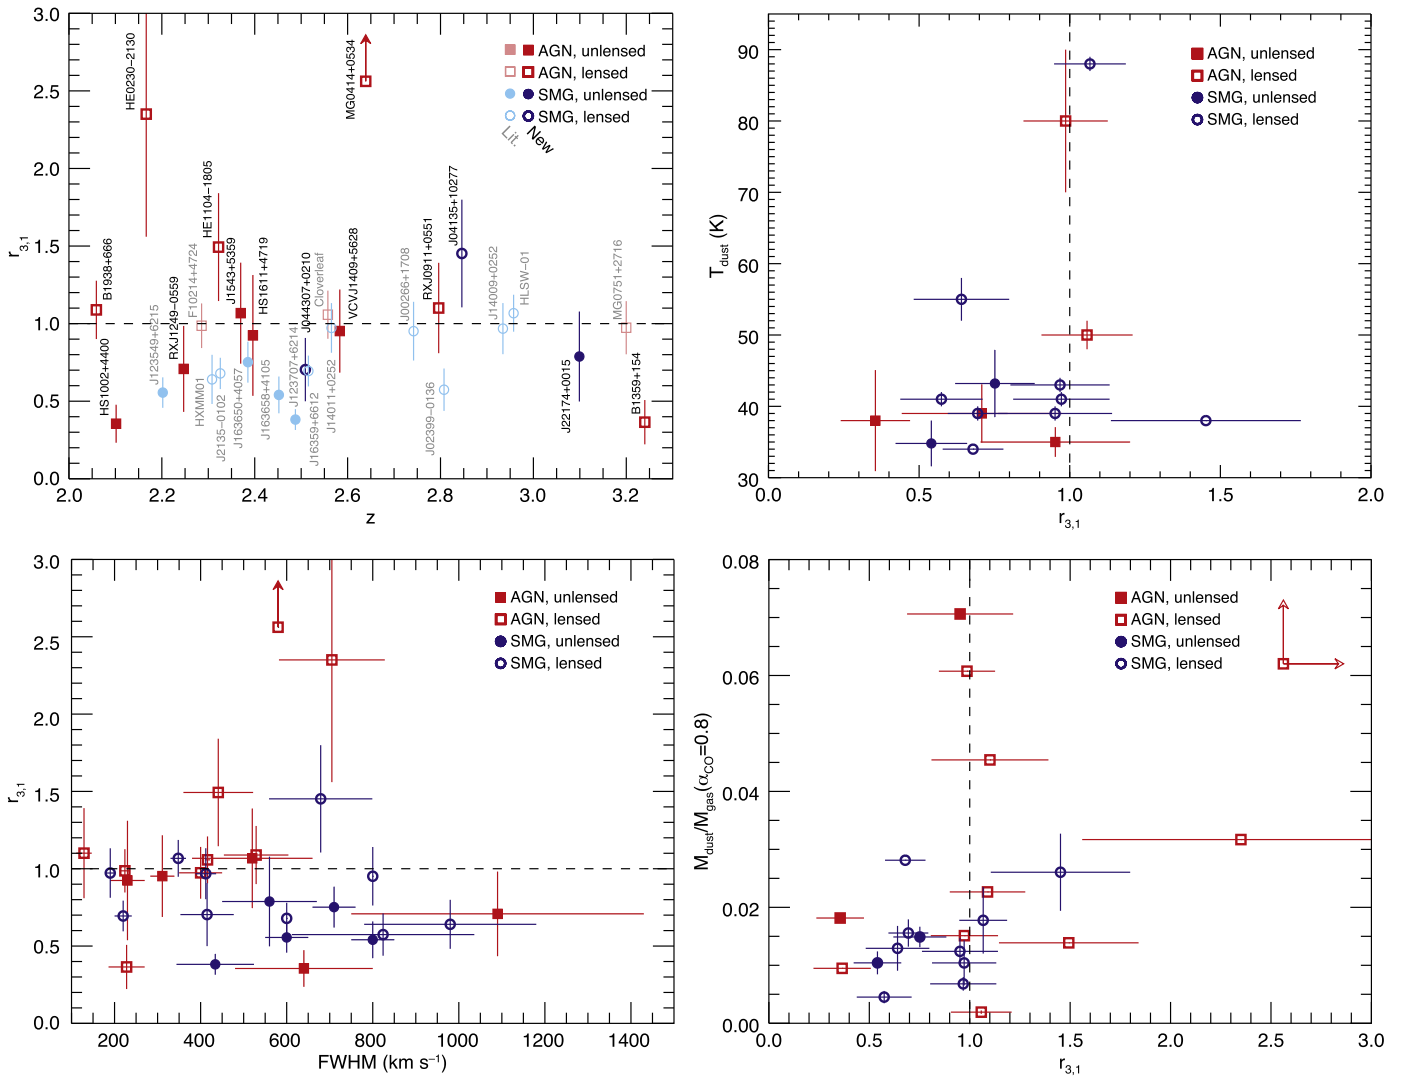 3.0
2.5
2.0
1.5
1.0
0.5
0.0
r3,1
2.0
2.2
2.4
2.6
2.8
3.0
3.2
z
AGN, unlensed
AGN, lensed
SMG, unlensed
SMG, lensed
Lit.
New
B1938+666
HS1002+4400
HE0230−2130
J123549+6215
RXJ1249−0559
F10214+4724
HXMM01
HE1104−1805
J2135−0102
J1543+5359
J163650+4057
HS1611+4719
J163658+4105
J123707+6214
J044307+0210
J16359+6612
Cloverleaf
J14011+0252
VCVJ1409+5628
MG0414+0534
J00266+1708
RXJ0911+0551
J02399−0136
J04135+10277
J14009+0252
HLSW−01
J22174+0015
MG0751+2716
B1359+154
90
80
70
60
50
40
30
Tdust (K)
0.0
0.5
1.0
1.5
2.0
r3,1
AGN, unlensed
AGN, lensed
SMG, unlensed
SMG, lensed
3.0
2.5
2.0
1.5
1.0
0.5
0.0
r3,1
200
400
600
800
1000
1200
1400
FWHM (km s−1)
AGN, unlensed
AGN, lensed
SMG, unlensed
SMG, lensed
0.08
0.06
0.04
0.02
0.00
Mdust/Mgas(αCO=0.8)
0.0
0.5
1.0
1.5
2.0
2.5
3.0
r3,1
AGN, unlensed
AGN, lensed
SMG, unlensed
SMG, lensed